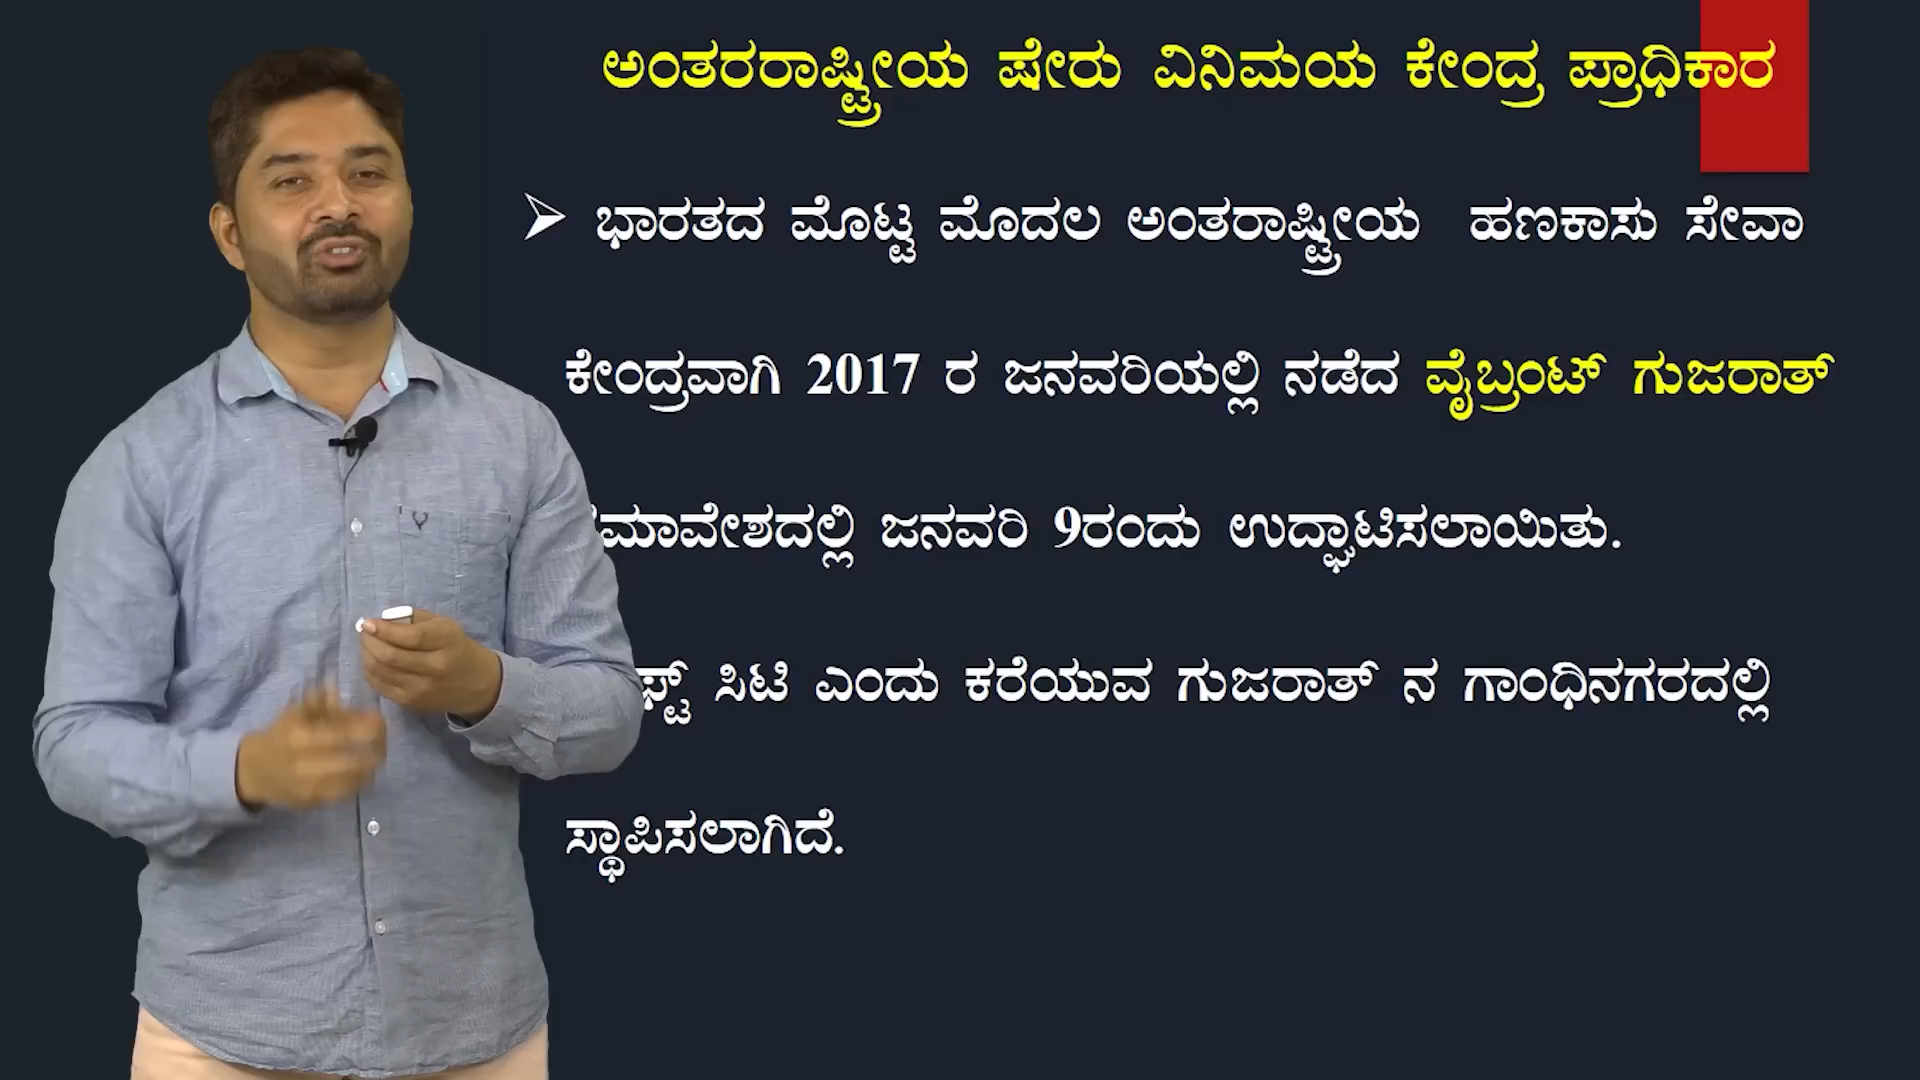 ಅಂತರರಾಷ್ಟ್ರೀಯ ಷೇರು ವಿನಿಮಯ ಕೇಂದ್ರ ಪ್ರಾಧಿಕಾರ
ಭಾರತದ ಮೊಟ್ಟ ಮೊದಲ ಅಂತರಾಷ್ಟ್ರೀಯ ಹಣಕಾಸು ಸೇವಾ
ಕೇಂದ್ರವಾಗಿ 2017 ರ ಜನವರಿಯಲ್ಲಿ ನಡೆದ ವೈಬ್ರಂಟ್ ಗುಜರಾತ್
ಜನವರಿ 9ರಂದು ಉದ್ಘಾಟಿಸಲಾಯಿತು.
ಸಿಟಿ ಎಂದು ಕರೆಯುವ ಗುಜರಾತ್ ನ ಗಾಂಧಿನಗರದಲ್ಲಿ
ಸ್ಥಾಪಿಸಲಾಗಿದೆ.